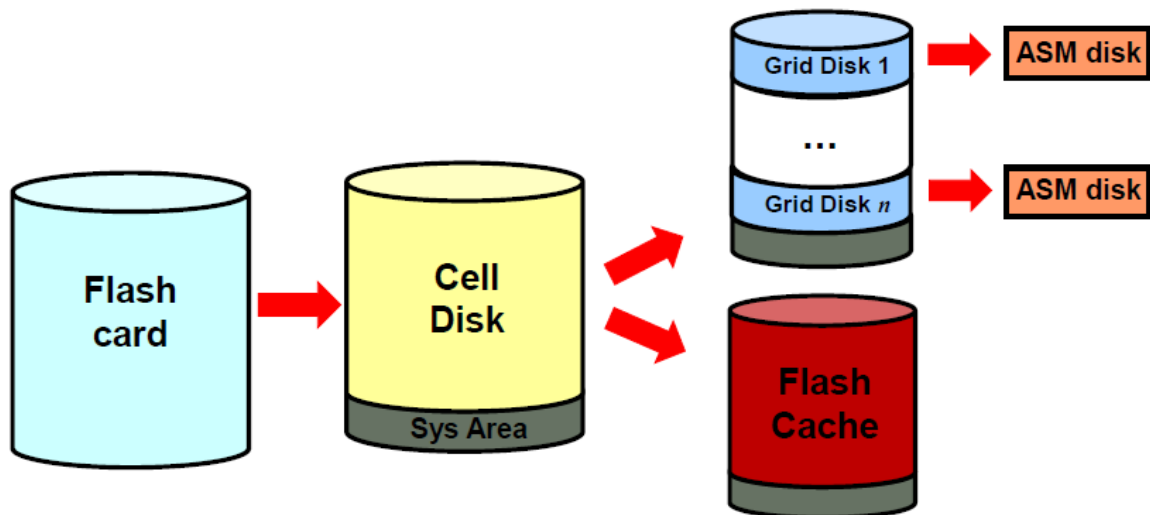 Flash
card
Cell
Disk
Sys Area
Grid Disk 1
...
Grid Disk n
ASM disk
ASM disk
Flash
Cache